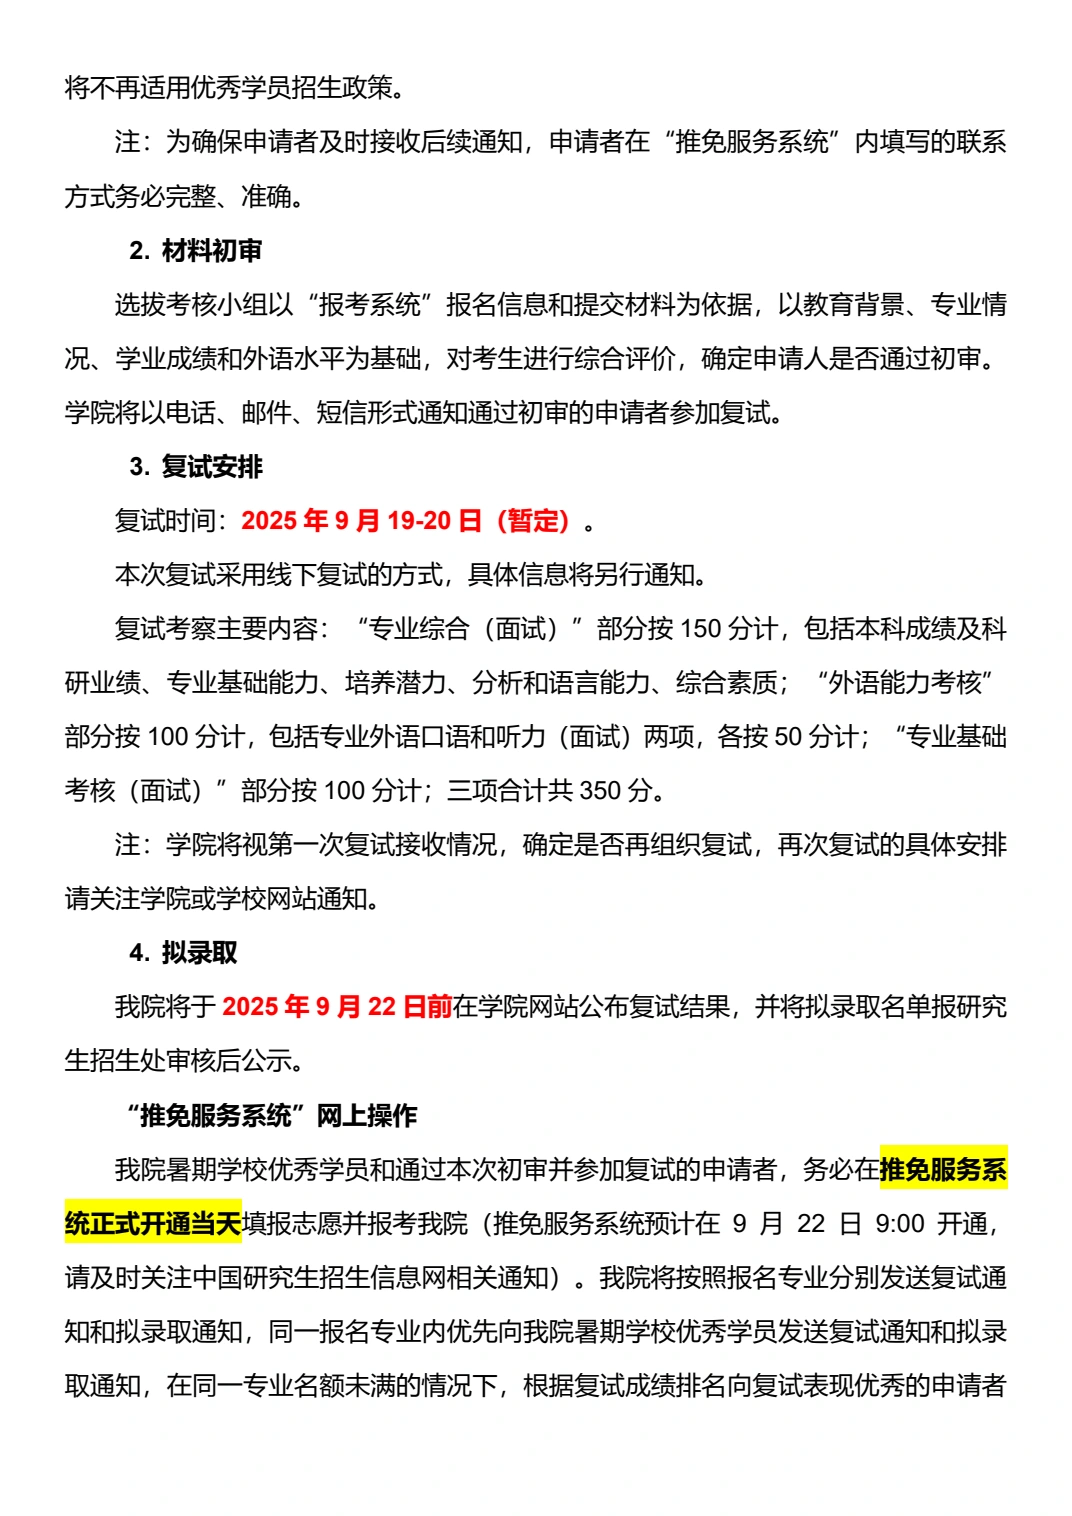 将不再适用优秀学员招生政策。
注：为确保申请者及时接收后续通知，申请者在“推免服务系统”内填写的联系
方式务必完整、准确。
2. 材料初审
选拔考核小组以“报考系统”报名信息和提交材料为依据，以教育背景、专业情
况、学业成绩和外语水平为基础，对考生进行综合评价，确定申请人是否通过初审。
学院将以电话、邮件、短信形式通知通过初审的申请者参加复试。
3. 复试安排
复试时间：2025 年 9 月 19-20 日（暂定）。
本次复试采用线下复试的方式，具体信息将另行通知。
复试考察主要内容：“专业综合（面试）”部分按 150 分计，包括本科成绩及科
研业绩、专业基础能力、培养潜力、分析和语言能力、综合素质；“外语能力考核”
部分按 100 分计，包括专业外语口语和听力（面试）两项，各按 50 分计；“专业基础
考核（面试）”部分按 100 分计；三项合计共 350 分。
注：学院将视第一次复试接收情况，确定是否再组织复试，再次复试的具体安排
请关注学院或学校网站通知。
4. 拟录取
我院将于 2025 年 9 月 22 日前在学院网站公布复试结果，并将拟录取名单报研究
生招生处审核后公示。
“推免服务系统”网上操作
我院暑期学校优秀学员和通过本次初审并参加复试的申请者，务必在推免服务系
统正式开通当天填报志愿并报考我院（推免服务系统预计在 9 月 22 日 9:00 开通，
请及时关注中国研究生招生信息网相关通知）。我院将按照报名专业分别发送复试通
知和拟录取通知，同一报名专业内优先向我院暑期学校优秀学员发送复试通知和拟录
取通知，在同一专业名额未满的情况下，根据复试成绩排名向复试表现优秀的申请者